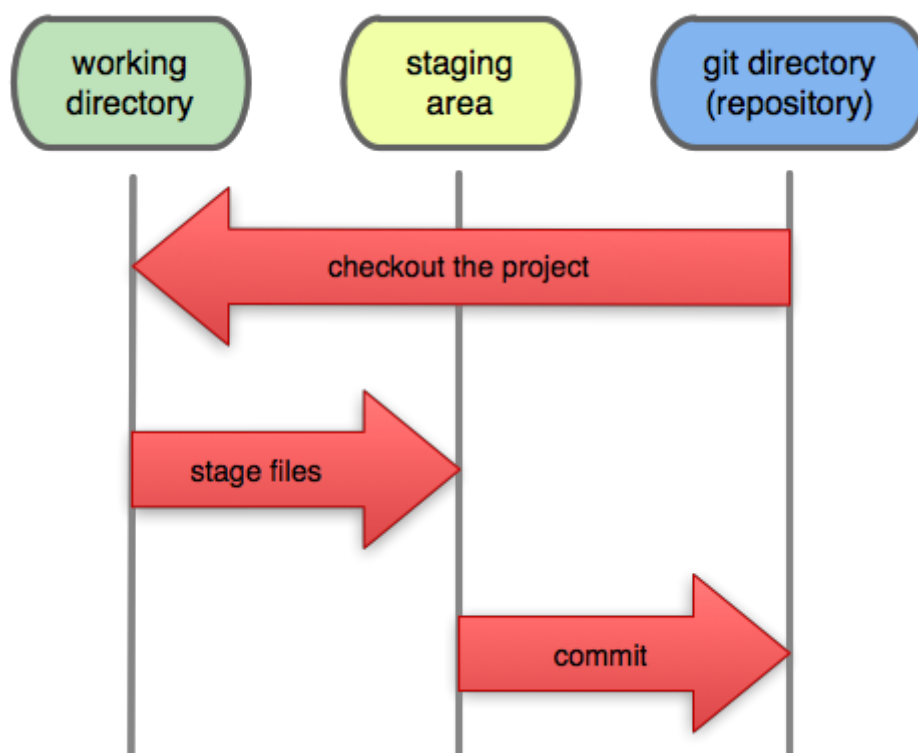 working
directory
staging
area
git directory
(repository)
checkout the project
stage files
commit